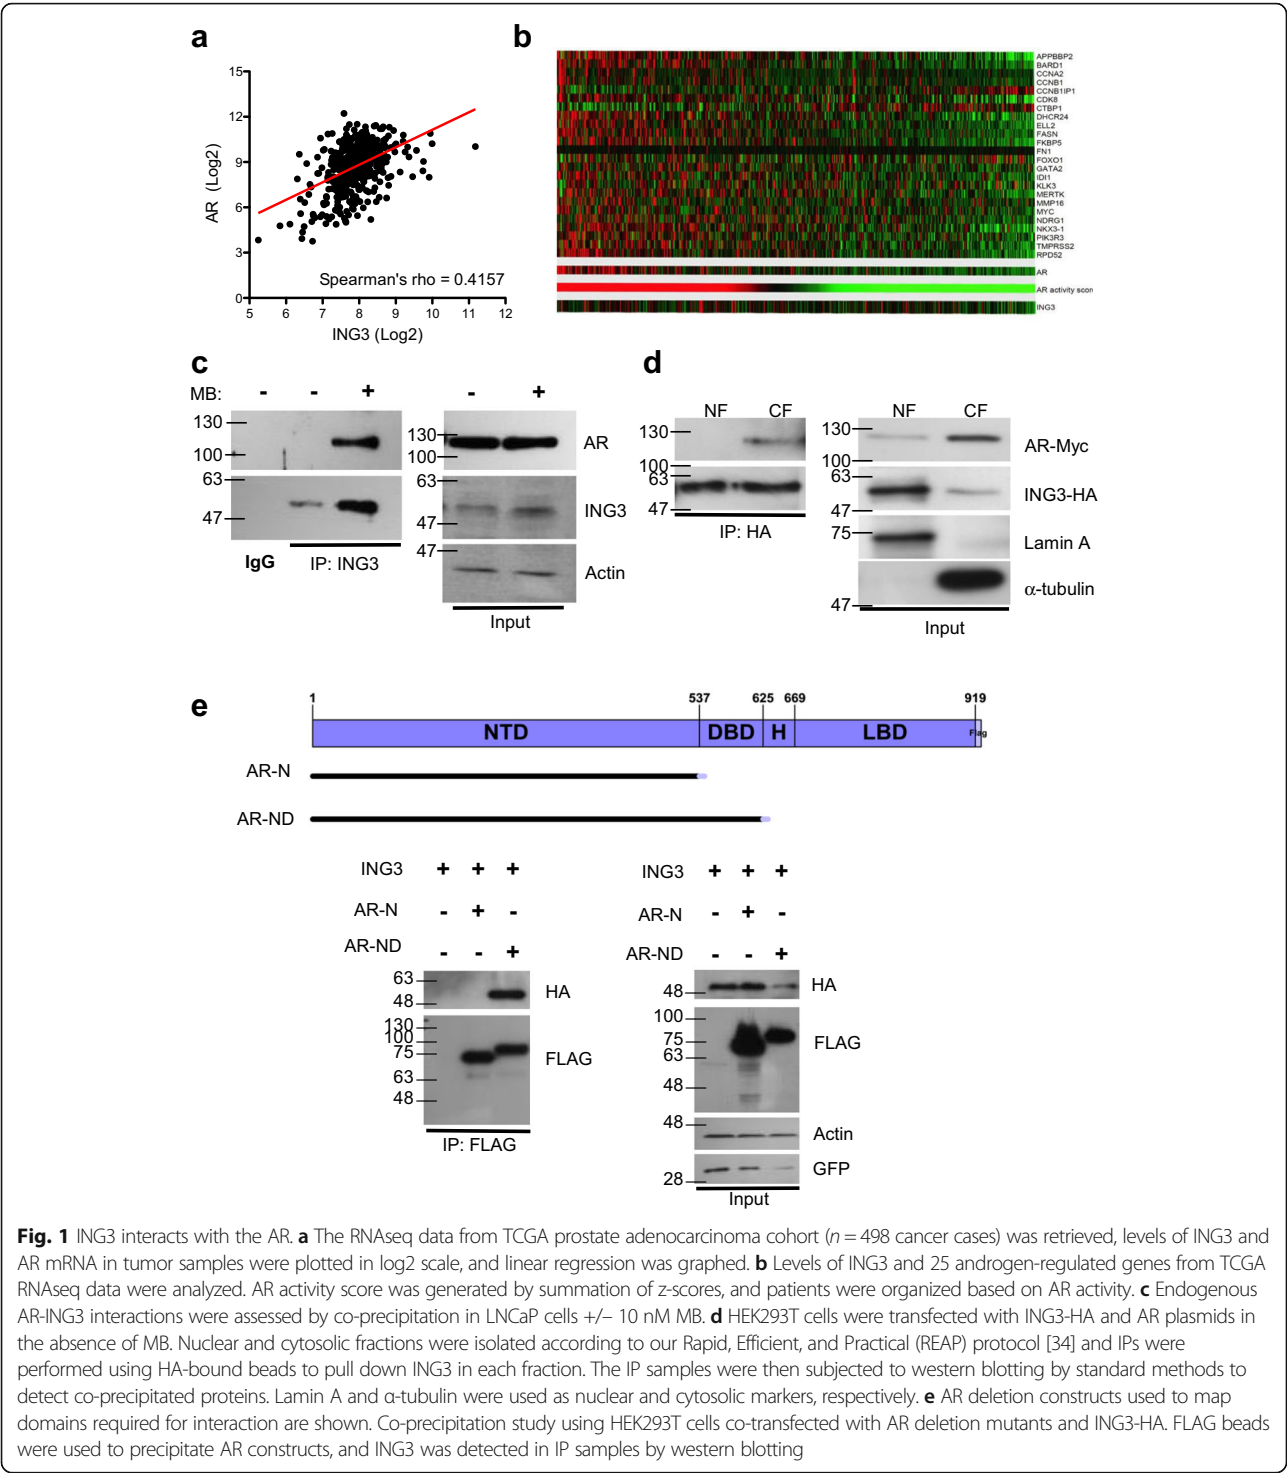 a
15
12
9
6
3
0
AR (Log2)
5 6 7 8 9 10 11 12
ING3 (Log2)
Spearman's rho = 0.4157
b
APPBBP2
BARD1
CCNA2
CCNB1
CCNB1IP1
CDK8
CTBP1
DHCR24
ELL2
FASN
FKBP5
FN1
FOXO1
GATA2
IDI1
KLK3
MERTK
MMP16
MYC
NDRG1
NKX3-1
PIK3R3
TMPRSS2
RPD52
AR
AR activity score
ING3
c
MB: - - + - +
130
100
63
47
IgG
IP: ING3
130
100
63
47
47
AR
ING3
Actin
Input
d
NF CF
130
100
63
47
IP: HA
NF CF
130
100
63
47
75
47
AR-Myc
ING3-HA
Lamin A
α-tubulin
Input
e
1 537 625 669 919
NTD DBD H LBD Flag
AR-N
AR-ND
ING3 + + +
AR-N - + -
AR-ND - - +
63
48
HA
130
100
75
63
48
FLAG
IP: FLAG
ING3 + + +
AR-N - + -
AR-ND - - +
48
HA
100
75
63
48
FLAG
48
Actin
GFP
28
Input
Fig. 1 ING3 interacts with the AR. a The RNAseq data from TCGA prostate adenocarcinoma cohort (n = 498 cancer cases) was retrieved, levels of ING3 and
AR mRNA in tumor samples were plotted in log2 scale, and linear regression was graphed. b Levels of ING3 and 25 androgen-regulated genes from TCGA
RNAseq data were analyzed. AR activity score was generated by summation of z-scores, and patients were organized based on AR activity. c Endogenous
AR-ING3 interactions were assessed by co-precipitation in LNCaP cells +/− 10 nM MB. d HEK293T cells were transfected with ING3-HA and AR plasmids in
the absence of MB. Nuclear and cytosolic fractions were isolated according to our Rapid, Efficient, and Practical (REAP) protocol [34] and IPs were
performed using HA-bound beads to pull down ING3 in each fraction. The IP samples were then subjected to western blotting by standard methods to
detect co-precipitated proteins. Lamin A and α-tubulin were used as nuclear and cytosolic markers, respectively. e AR deletion constructs used to map
domains required for interaction are shown. Co-precipitation study using HEK293T cells co-transfected with AR deletion mutants and ING3-HA. FLAG beads
were used to precipitate AR constructs, and ING3 was detected in IP samples by western blotting